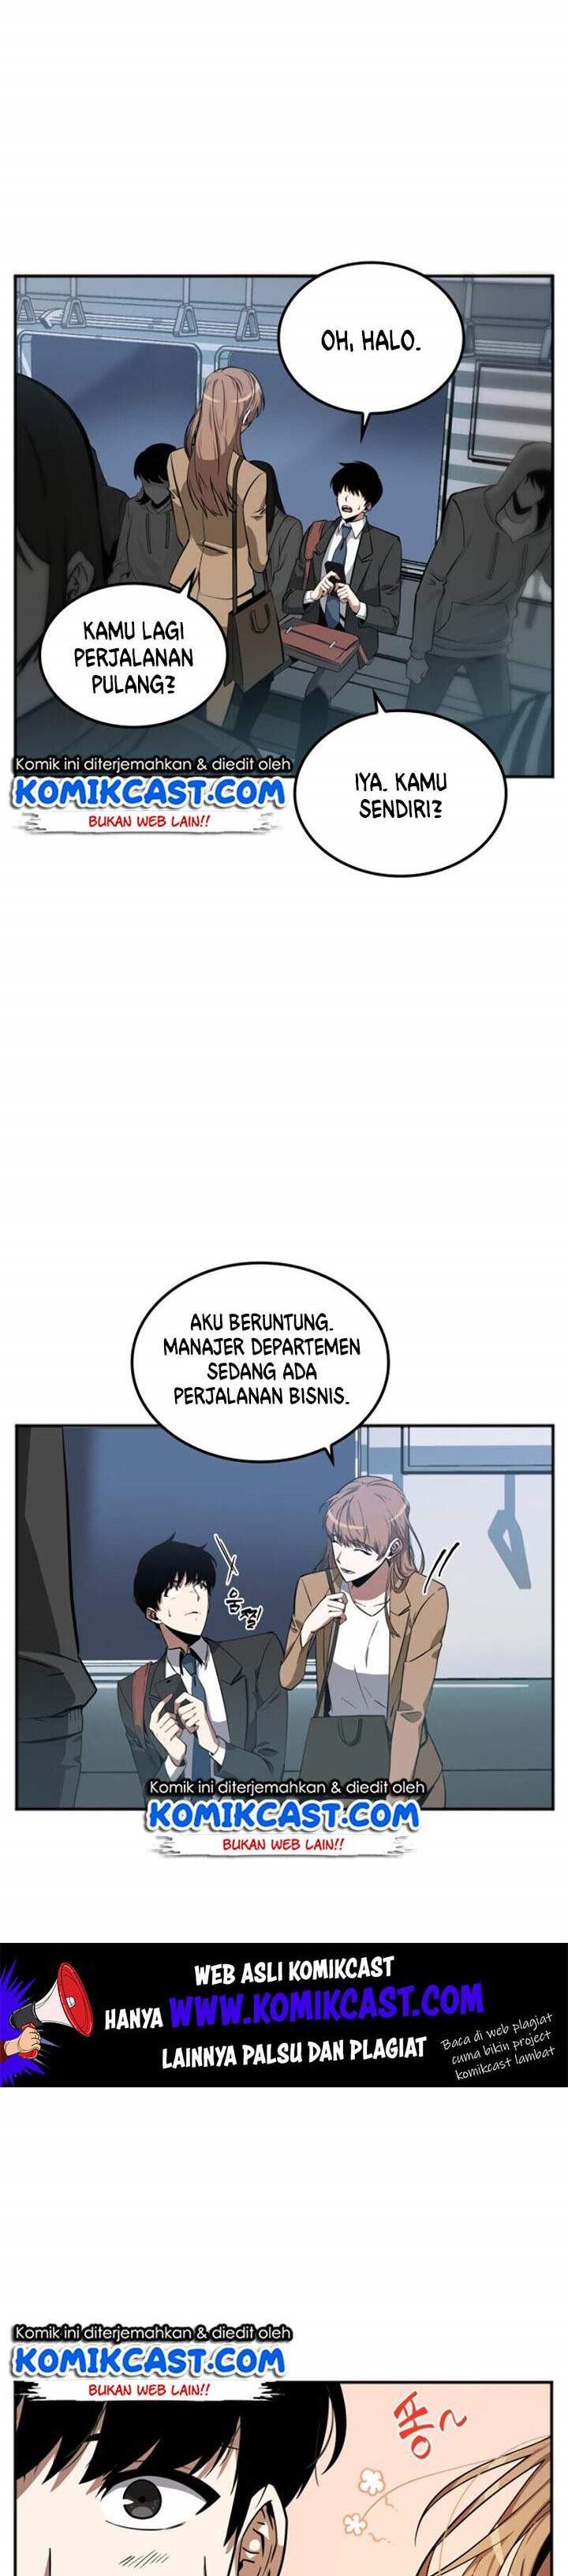 OH, HALO.
KAMU LAGI
PERJALANAN
PULANG?
IYA. KAMU
SENDIRI?
Komik ini diterjemahkan & diedit oleh
KOMIKCAST.COM
BUKAN WEB LAIN!!
AKU BERUNTUNG.
MANAJER DEPARTEMEN
SEDANG ADA
PERJALANAN BISNIS.
움찔!
Komik ini diterjemahkan & diedit oleh
KOMIKCAST.COM
BUKAN WEB LAIN!!
WEB ASLI KOMIKCAST
HANYA WWW.KOMIKCAST.COM
LAINNYA PALSU DAN PLAGIAT
Baca di web plagiat
cuma bikin project
komikcast lambat
Komik ini diterjemahkan & diedit oleh
KOMIKCAST.COM
BUKAN WEB LAIN!!